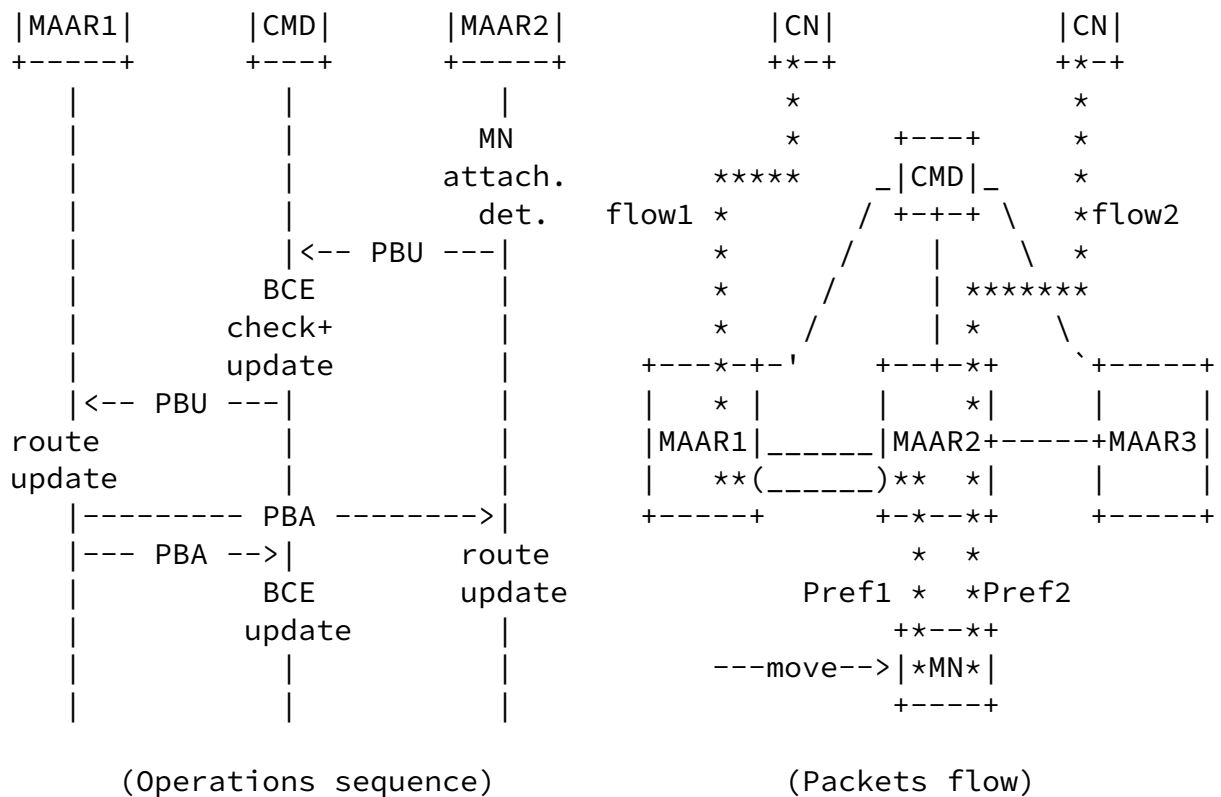 |MAAR1| |CMD| |MAAR2| |CN| |CN|
MN
attach. |CMD|
det. flow1 flow2
<-- PBU ---
BCE
check+
update
<-- PBU ---
route |MAAR1| |MAAR2 MAAR3|
update
--------- PBA -------->
--- PBA --> route
BCE update Pref1 Pref2
update
---move-->|*MN*|
(Operations sequence) (Packets flow)